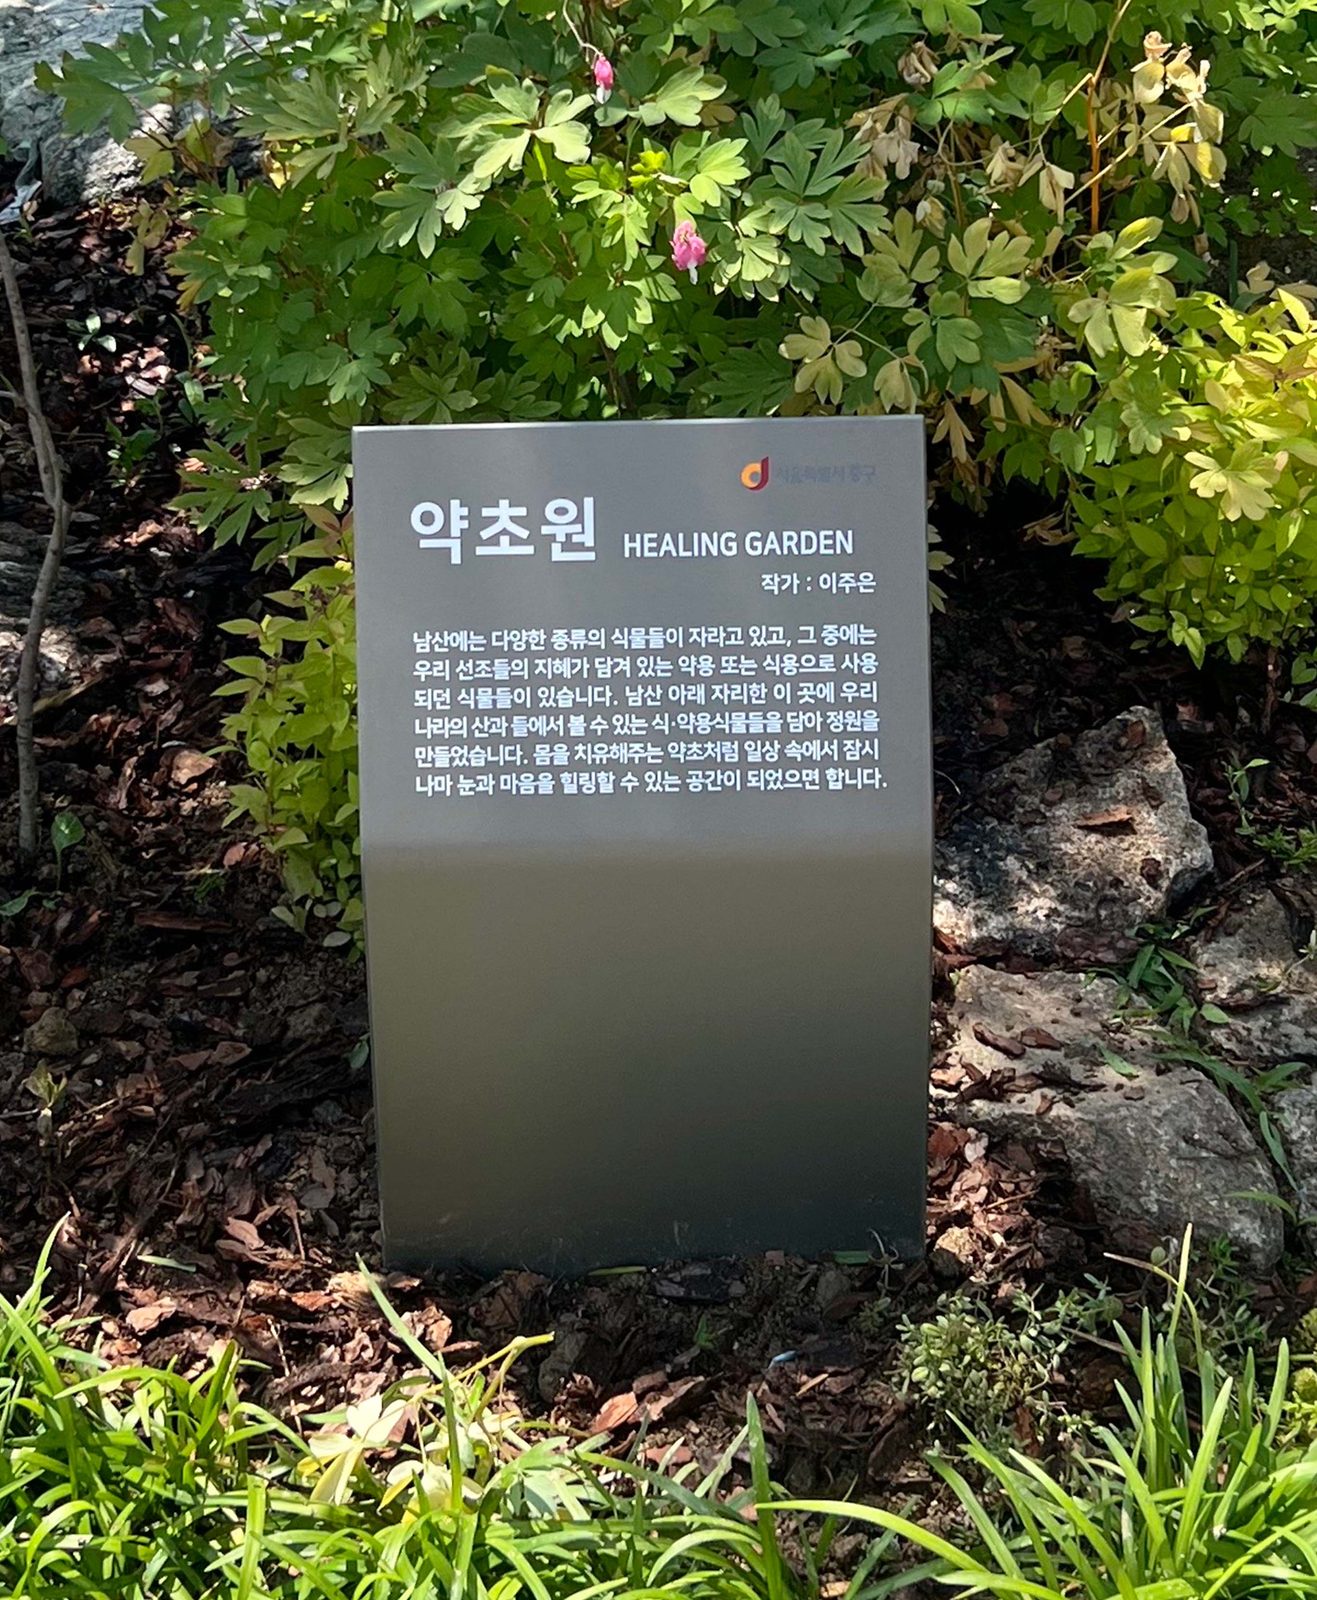 서울특별시 중구
약초원 HEALING GARDEN
작가 : 이주은
남산에는 다양한 종류의 식물들이 자라고 있고, 그 중에는
우리 선조들의 지혜가 담겨 있는 약용 또는 식용으로 사용
되던 식물들이 있습니다. 남산 아래 자리한 이 곳에 우리
나라의 산과 들에서 볼 수 있는 식·약용식물들을 담아 정원을
만들었습니다. 몸을 치유해주는 약초처럼 일상 속에서 잠시
나마 눈과 마음을 힐링할 수 있는 공간이 되었으면 합니다.